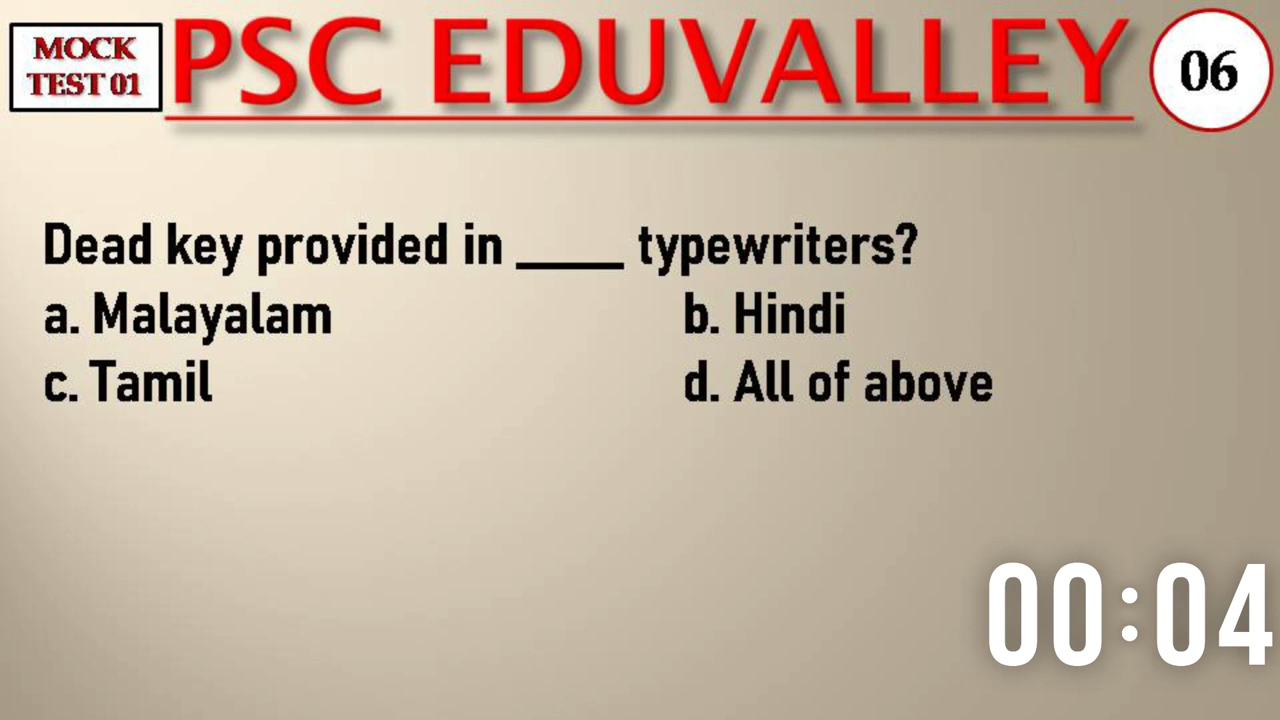 MOCK
TEST 01
PSC EDUVALLEY
06
Dead key provided in ____ typewriters?
a. Malayalam b. Hindi
c. Tamil d. All of above
00:04